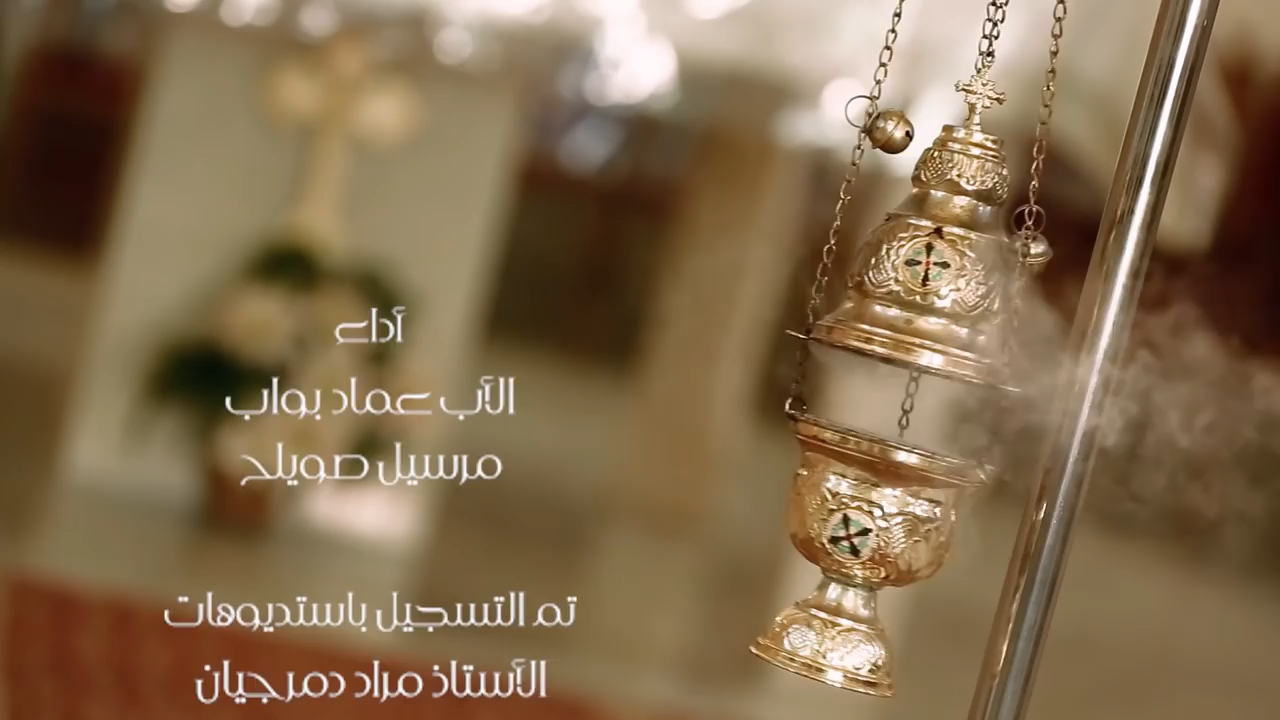 أداء
الأب عماد بواب
مرسيل صويلح
تم التسجيل باستديوهات
الأستاذ مراد دمرجيان